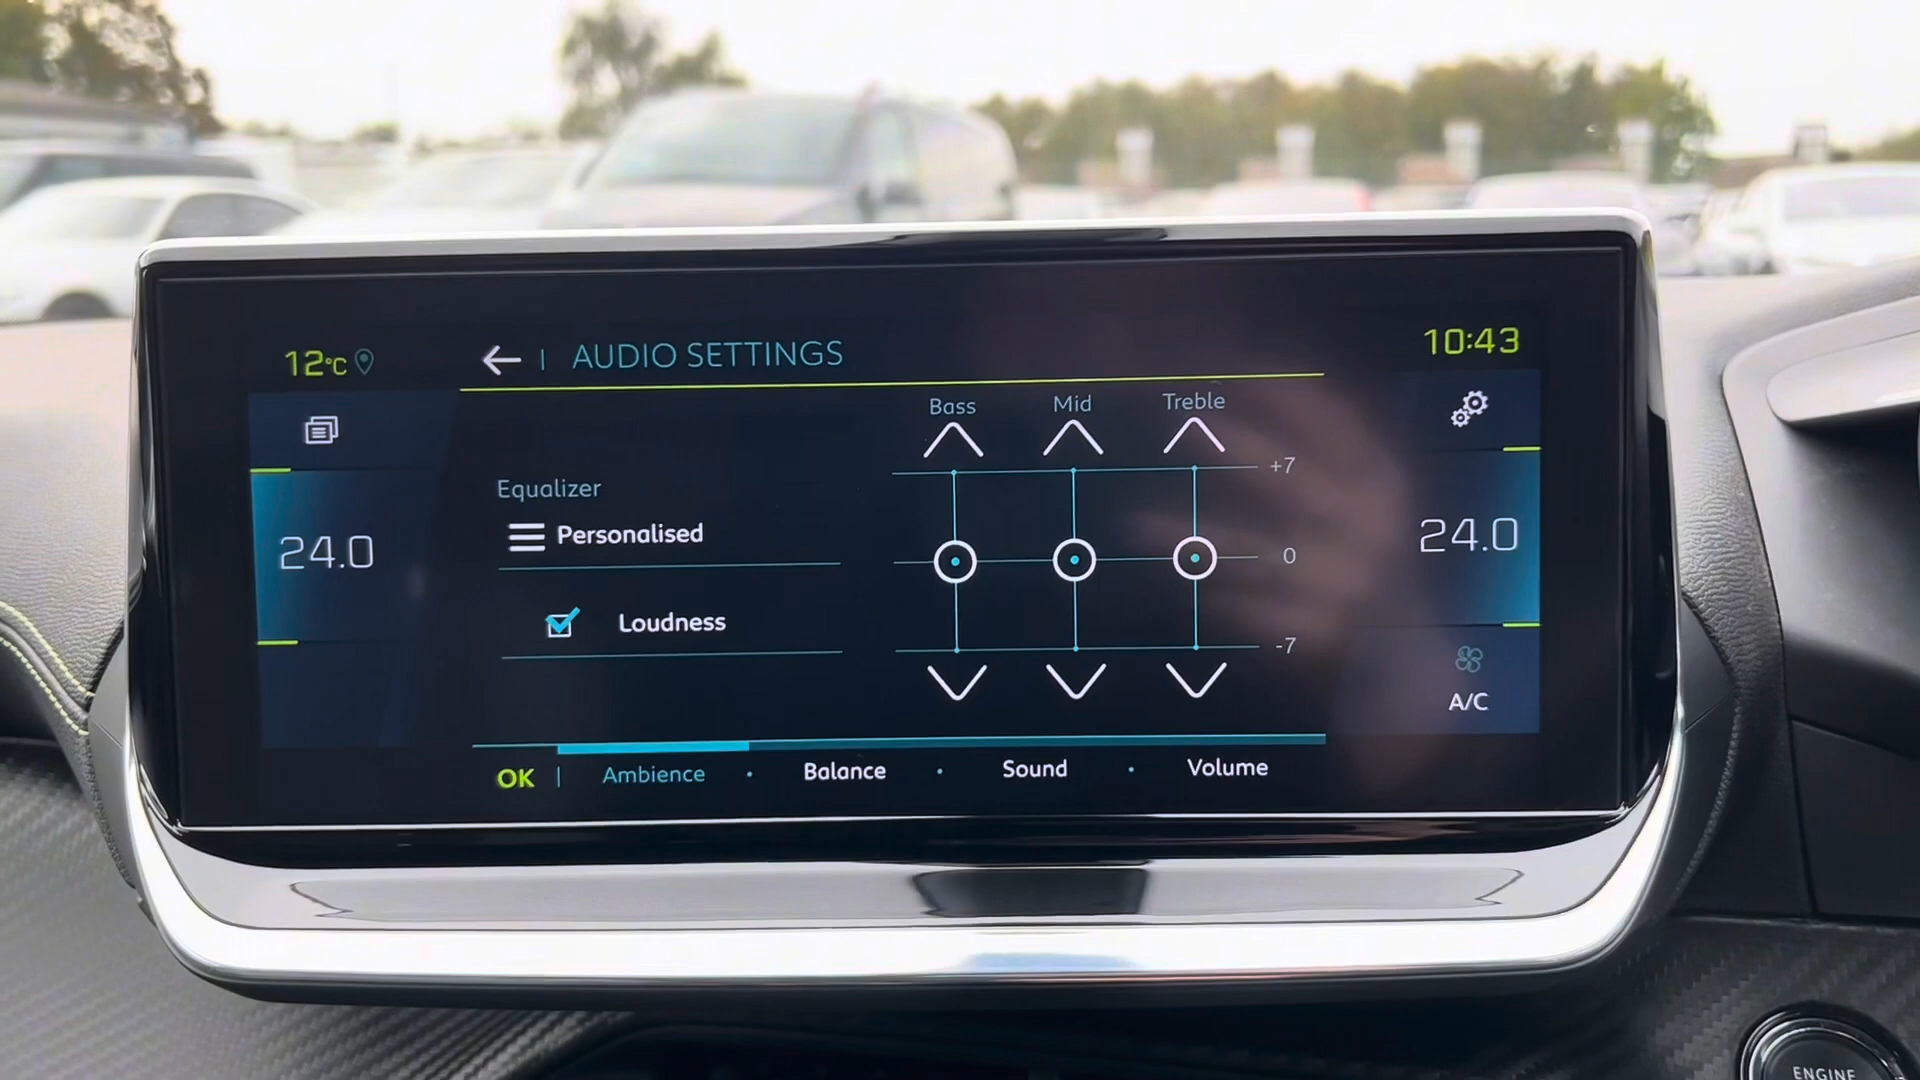 12°C
AUDIO SETTINGS
10:43
Bass Mid Treble
+7
Equalizer
Personalised
24.0
0
24.0
Loudness
-7
A/C
OK | Ambience · Balance · Sound · Volume
ENGINE